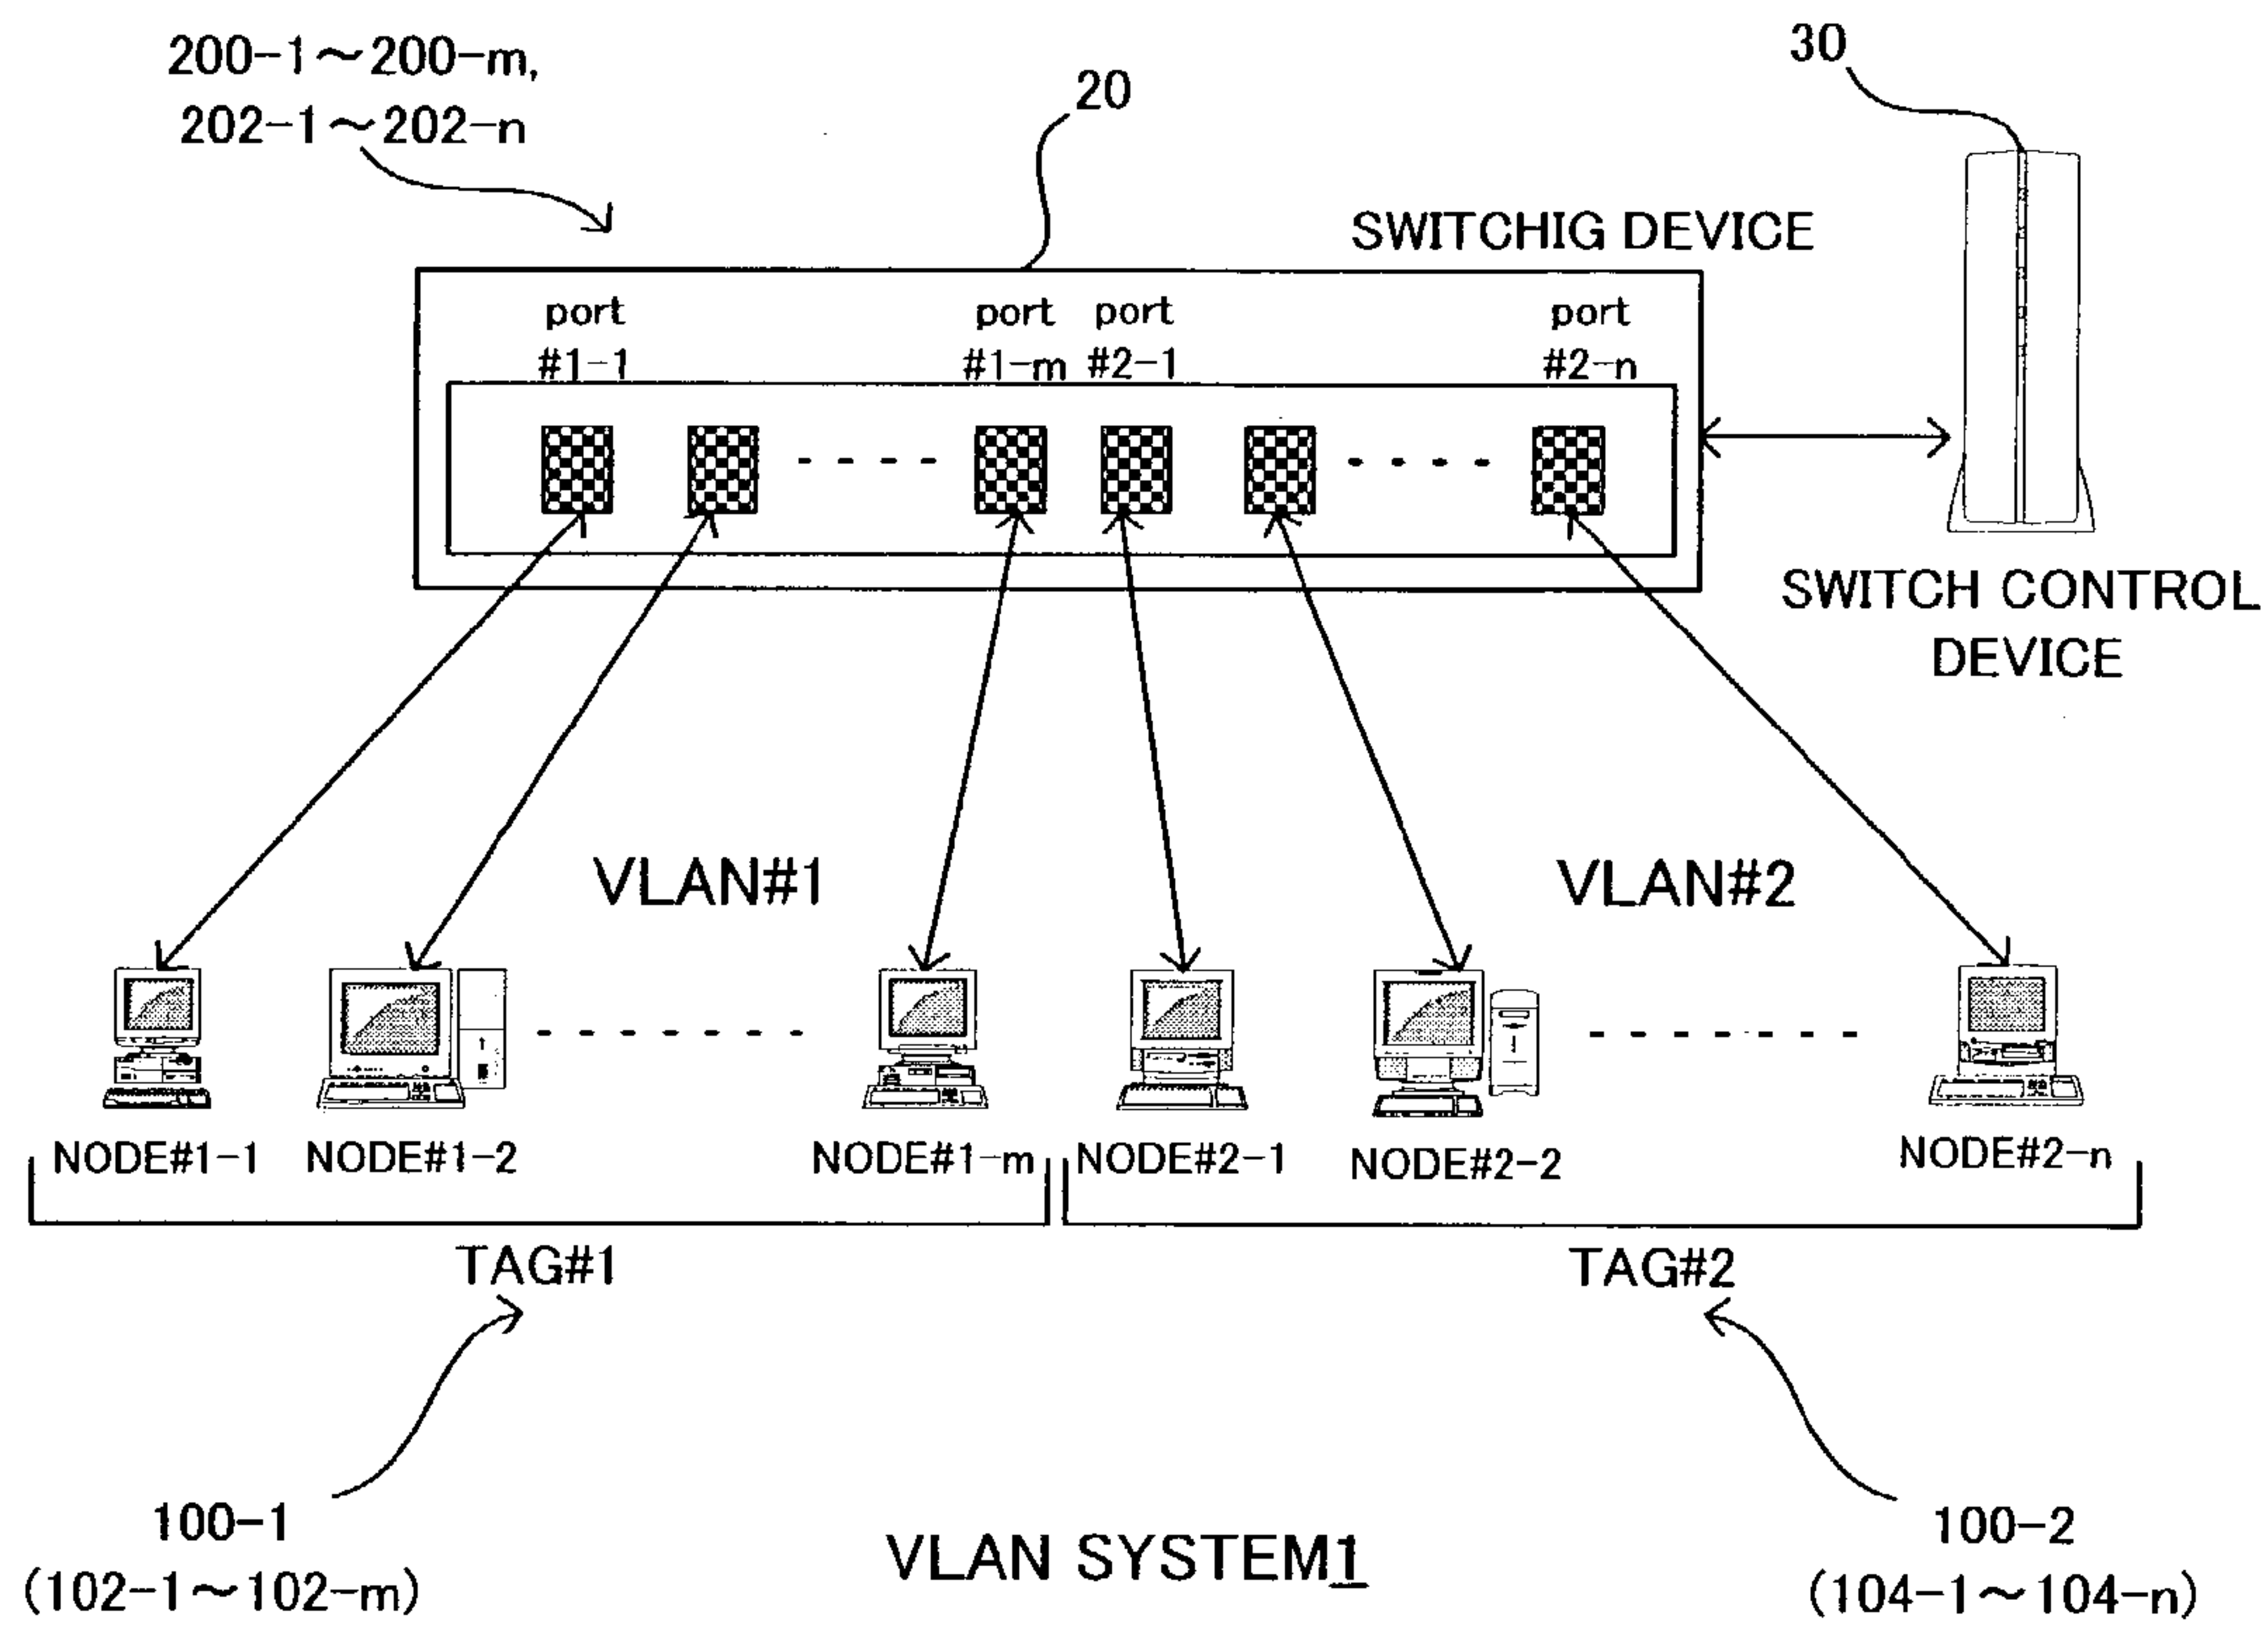 200-1～200-m,
202-1～202-n
20
30
SWITCHIG DEVICE
port
#1-1
port
#1-m
port
#2-1
port
#2-n
SWITCH CONTROL
DEVICE
VLAN#1
VLAN#2
NODE#1-1
NODE#1-2
NODE#1-m
NODE#2-1
NODE#2-2
NODE#2-n
TAG#1
TAG#2
100-1
(102-1～102-m)
VLAN SYSTEM1
100-2
(104-1～104-n)